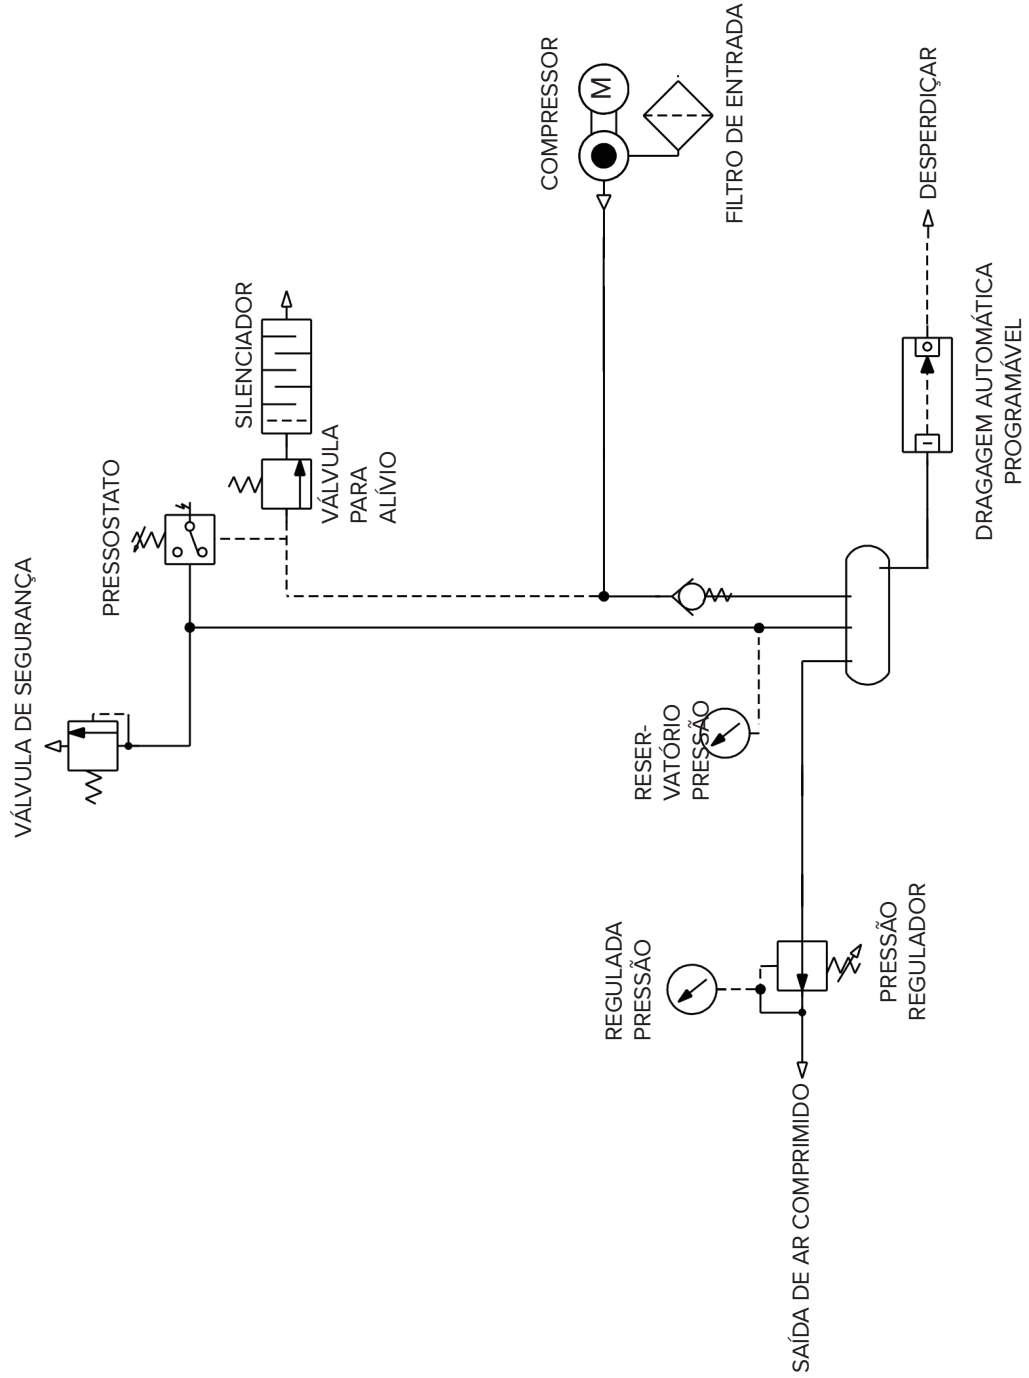 VÁLVULA DE SEGURANÇA
PRESSOSTATO
SILENCIADOR
VÁLVULA
PARA
ALÍVIO
COMPRESSOR
M
FILTRO DE ENTRADA
DESPERDIÇAR
DRAGAGEM AUTOMÁTICA
PROGRAMÁVEL
I
O
RESER-
VATÓRIO
PRESSÃO
REGULADA
PRESSÃO
PRESSÃO
REGULADOR
SAÍDA DE AR COMPRIMIDO